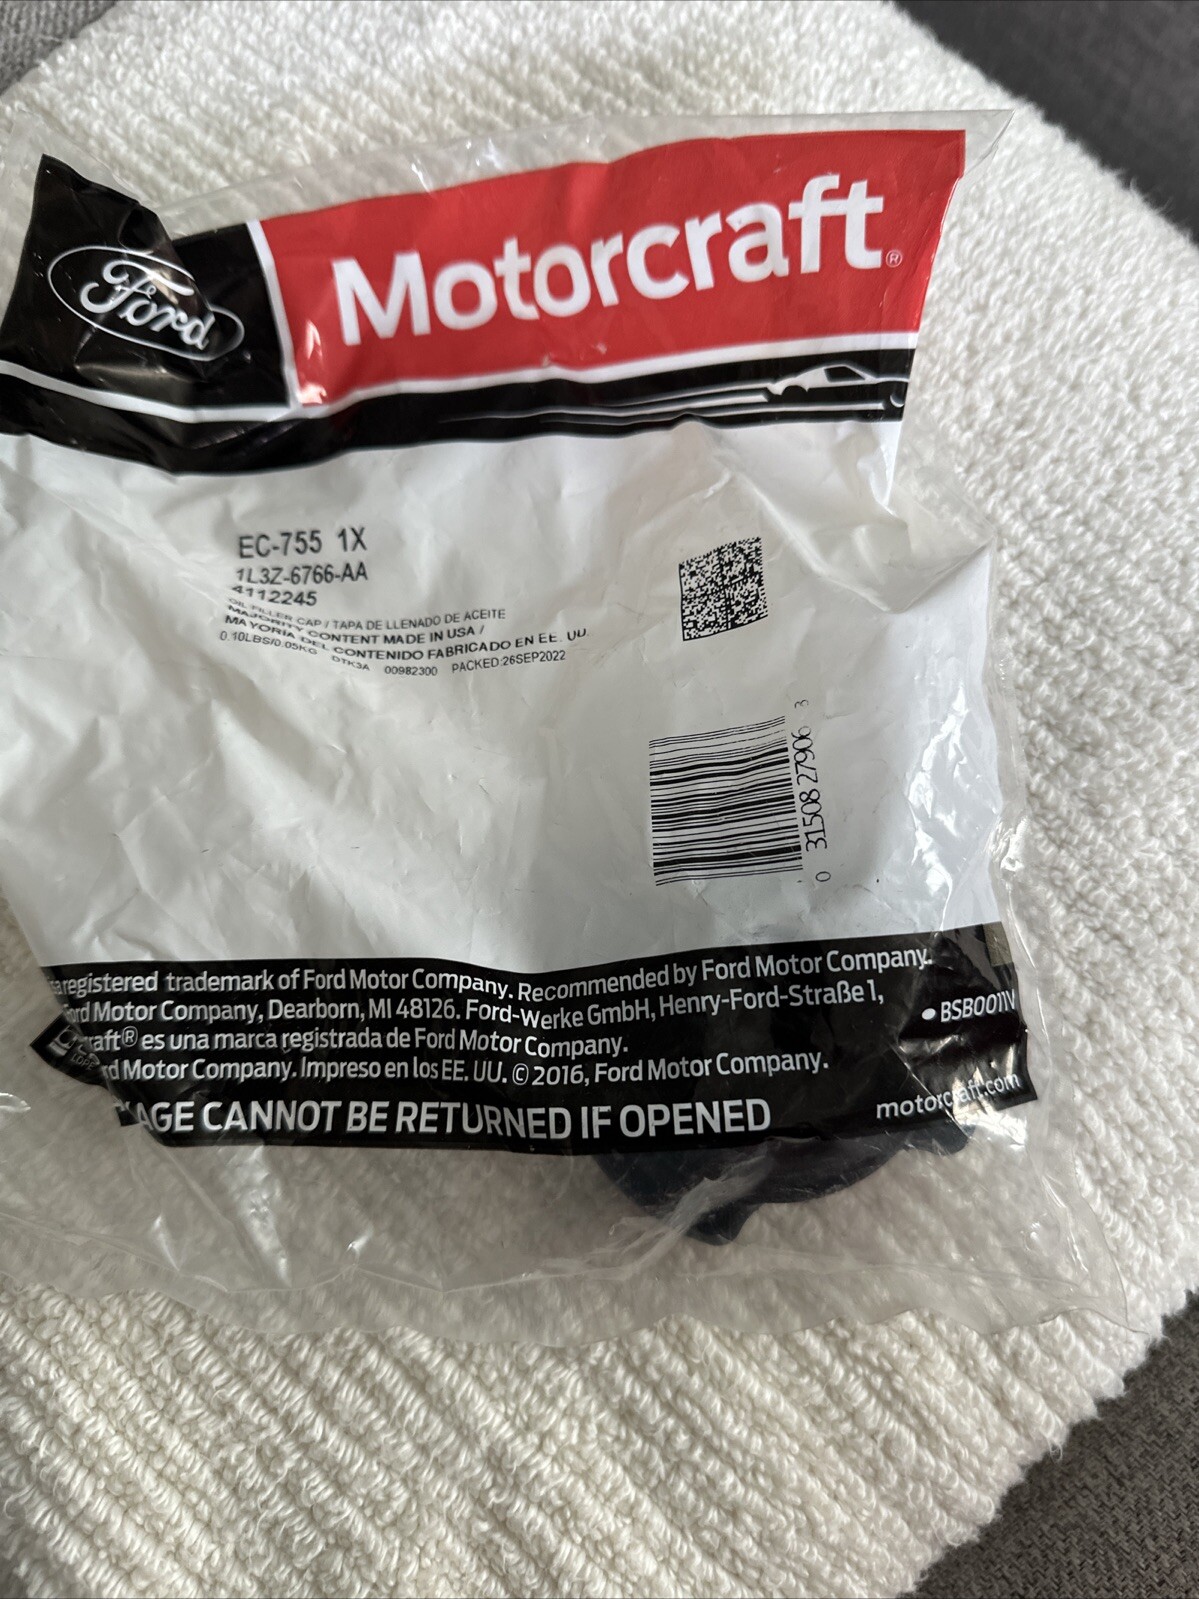 Ford
Motorcraft®
EC-755 1X
1L3Z-6766-AA
4112245
OIL FILLER CAP / TAPA DE LLENADO DE ACEITE
MAJORITY CONTENT MADE IN USA /
MAYORIA DEL CONTENIDO FABRICADO EN EE. UU.
0.10LBS/0.05KG DTK3A 00982300 PACKED:26SEP2022
0 31508 27906 3
registered trademark of Ford Motor Company. Recommended by Ford Motor Company.
Ford Motor Company, Dearborn, MI 48126. Ford-Werke GmbH, Henry-Ford-Straße 1,
craft® es una marca registrada de Ford Motor Company.
rd Motor Company. Impreso en los EE. UU. © 2016, Ford Motor Company.
• BSB0011V
KAGE CANNOT BE RETURNED IF OPENED
motorcraft.com